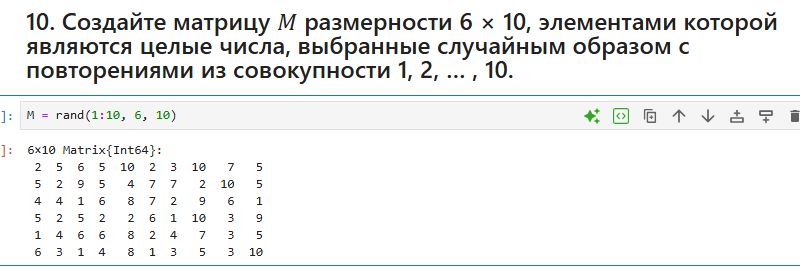 10. Создайте матрицу M размерности 6 × 10, элементами которой
являются целые числа, выбранные случайным образом с
повторениями из совокупности 1, 2, … , 10.
]: M = rand(1:10, 6, 10)
]: 6×10 Matrix{Int64}:
2 5 6 5 10 2 3 10 7 5
5 2 9 5 4 7 7 2 10 5
4 4 1 6 8 7 2 9 6 1
5 2 5 2 2 6 1 10 3 9
1 4 6 6 8 2 4 7 3 5
6 3 1 4 8 1 3 5 3 10